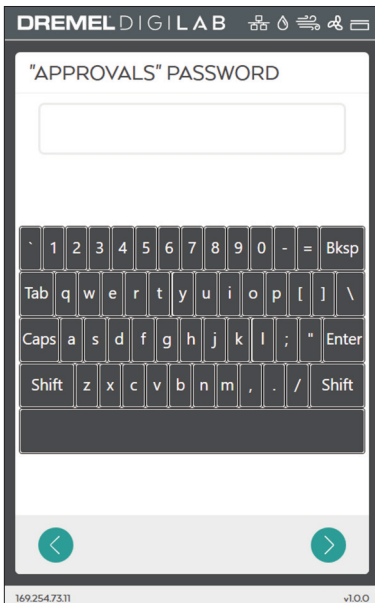 DREMEL DIGILAB
"APPROVALS" PASSWORD
` 1 2 3 4 5 6 7 8 9 0 - = Bksp
Tab q w e r t y u i o p [ ] \
Caps a s d f g h j k l ; " Enter
Shift z x c v b n m , . / Shift
169.254.73.11 v1.0.0